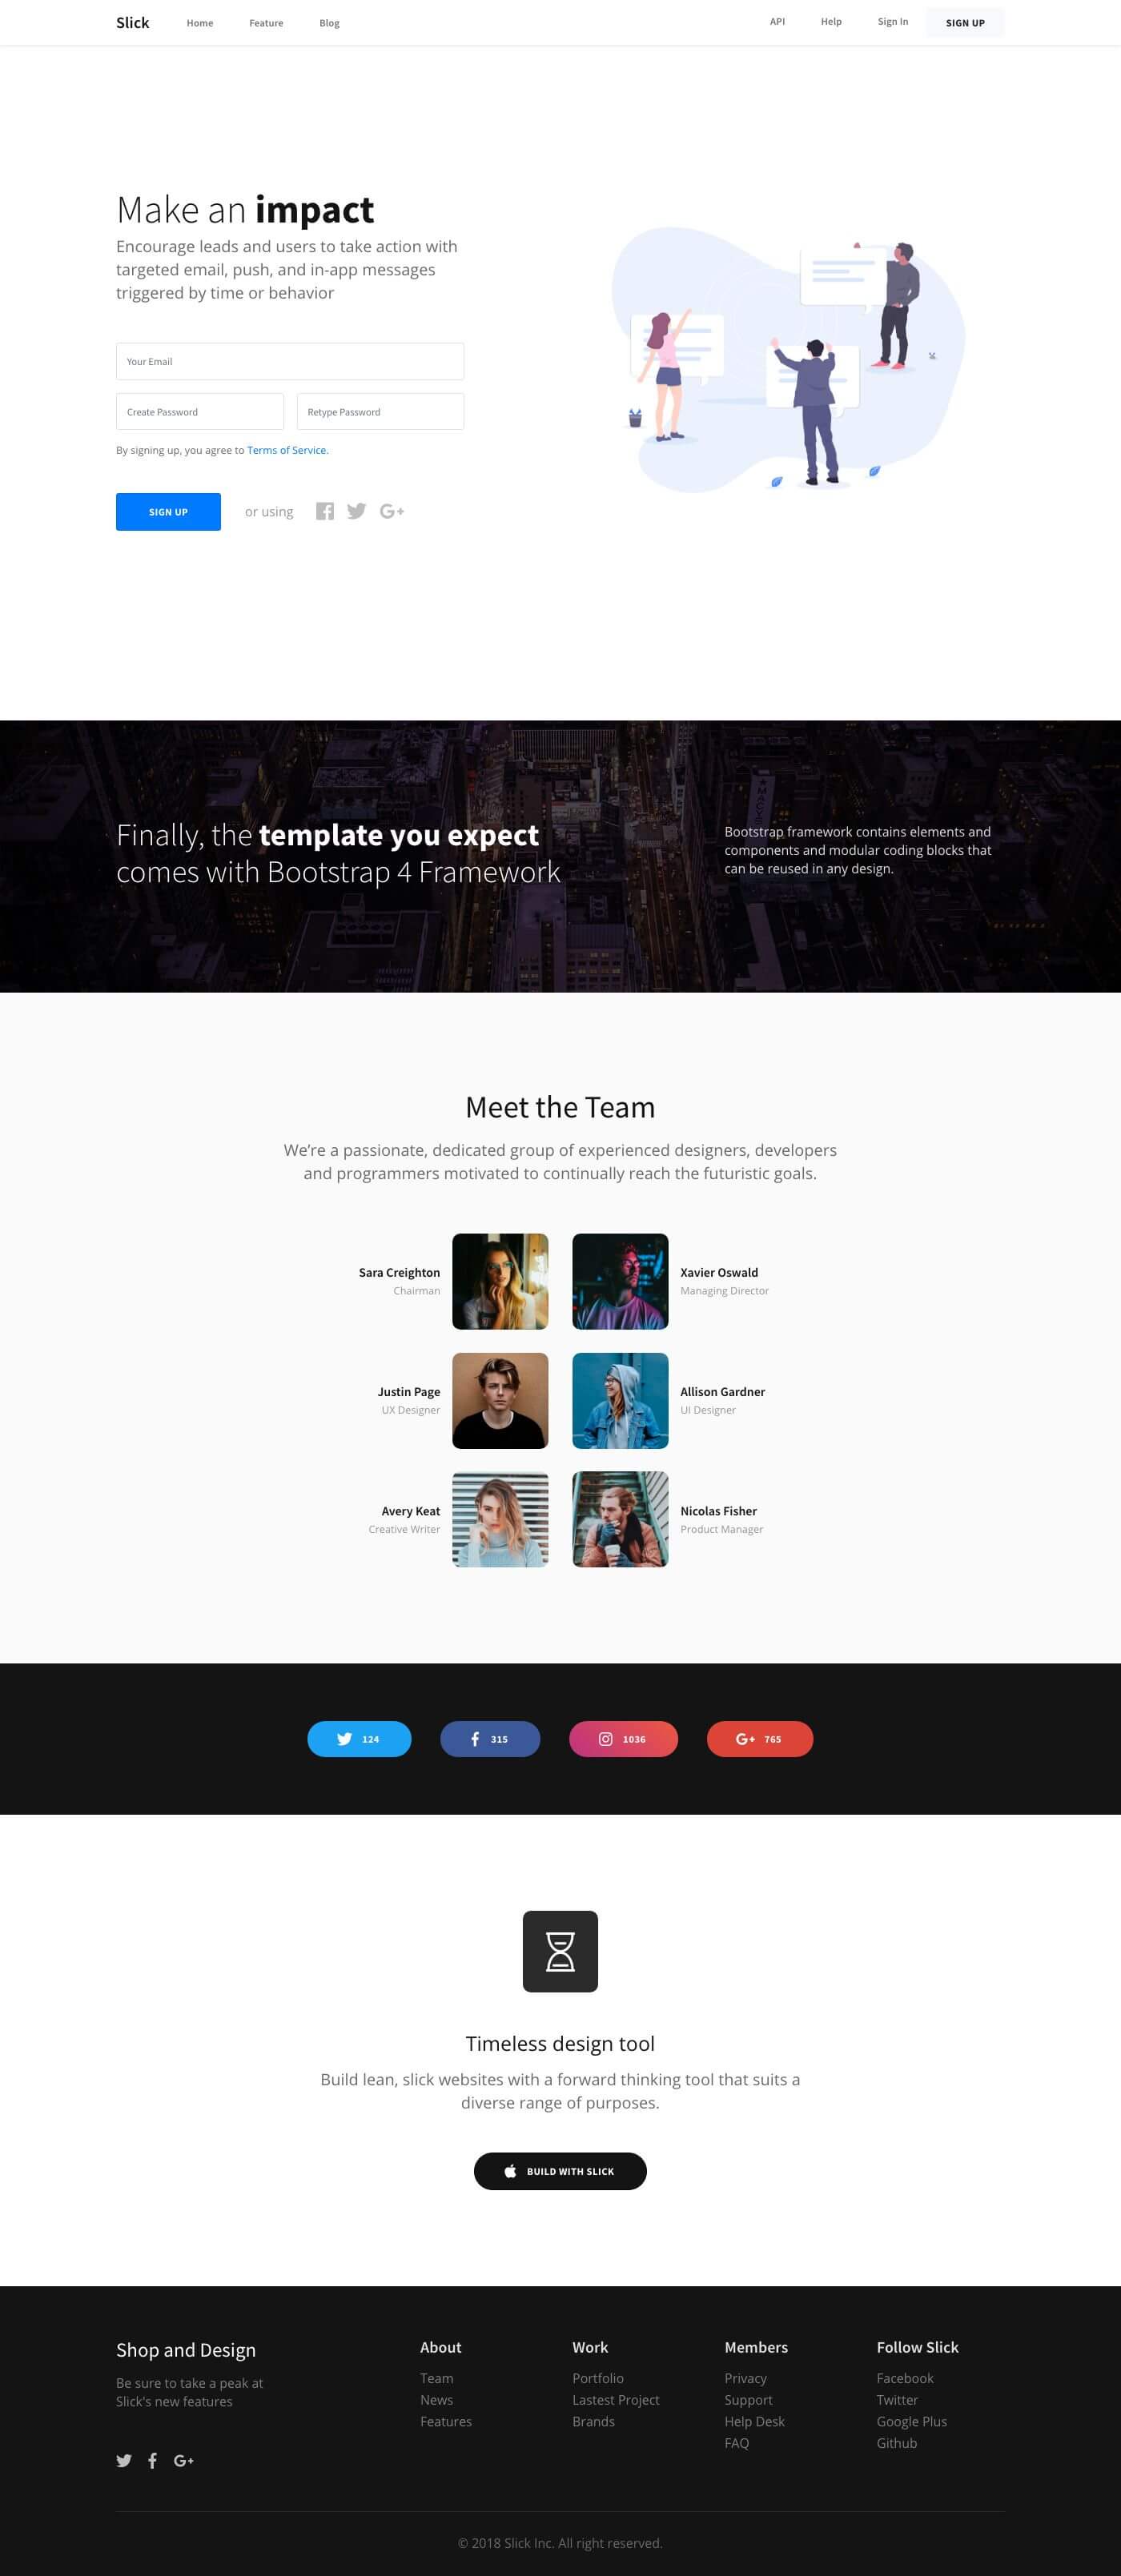 Slick
Home
Feature
Blog
API
Help
Sign In
SIGN UP
Make an impact
Encourage leads and users to take action with
targeted email, push, and in-app messages
triggered by time or behavior
Your Email
Create Password
Retype Password
By signing up, you agree to Terms of Service.
SIGN UP
or using
Finally, the template you expect
comes with Bootstrap 4 Framework
Bootstrap framework contains elements and
components and modular coding blocks that
can be reused in any design.
Meet the Team
We're a passionate, dedicated group of experienced designers, developers
and programmers motivated to continually reach the futuristic goals.
Sara Creighton
Chairman
Xavier Oswald
Managing Director
Justin Page
UX Designer
Allison Gardner
UI Designer
Avery Keat
Creative Writer
Nicolas Fisher
Product Manager
124
315
1036
765
Timeless design tool
Build lean, slick websites with a forward thinking tool that suits a
diverse range of purposes.
BUILD WITH SLICK
Shop and Design
Be sure to take a peak at
Slick's new features
About
Team
News
Features
Work
Portfolio
Lastest Project
Brands
Members
Privacy
Support
Help Desk
FAQ
Follow Slick
Facebook
Twitter
Google Plus
Github
© 2018 Slick Inc. All right reserved.